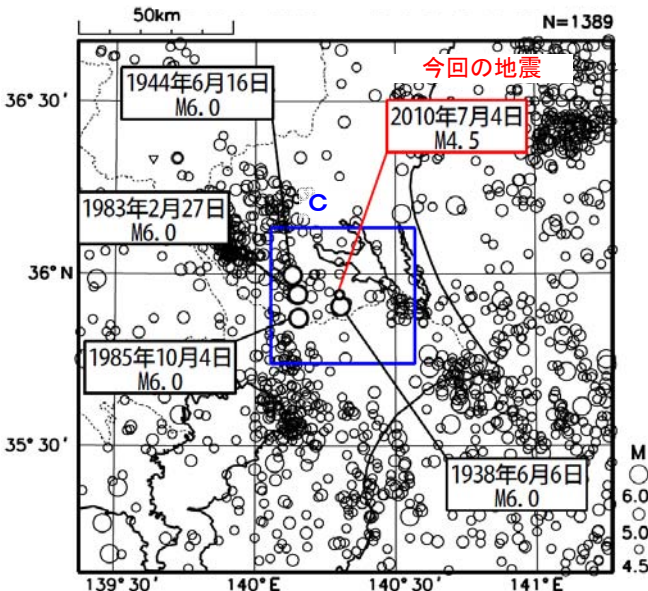 50km
N=1389
今回の地震
1944年6月16日
M6.0
36°30′
2010年7月4日
M4.5
C
1983年2月27日
M6.0
36°N
1985年10月4日
M6.0
35°30′
1938年6月6日
M6.0
M
6.0
5.0
4.5
139°30′
140°E
140°30′
141°E